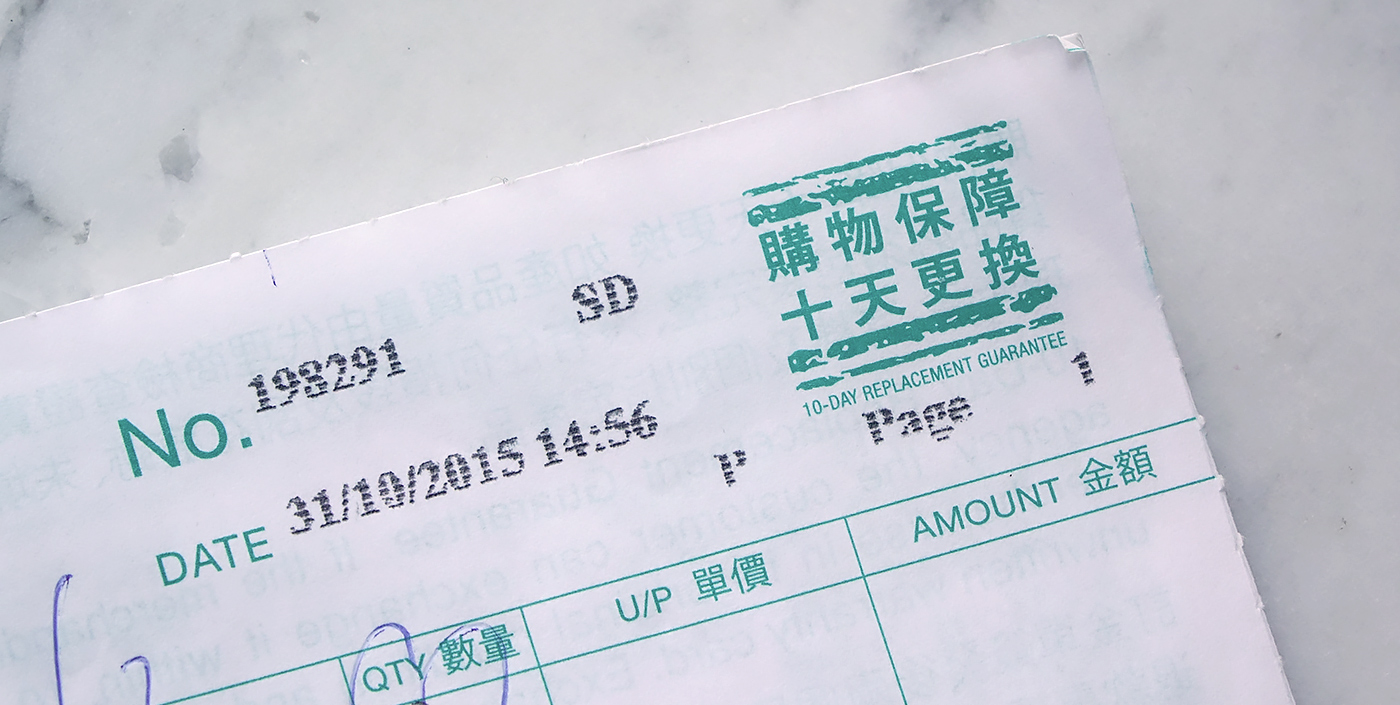 購物保障
十天更換
10-DAY REPLACEMENT GUARANTEE
SD
No. 198291
Page 1
DATE 31/10/2015 14:56 P
QTY 數量 U/P 單價 AMOUNT 金額